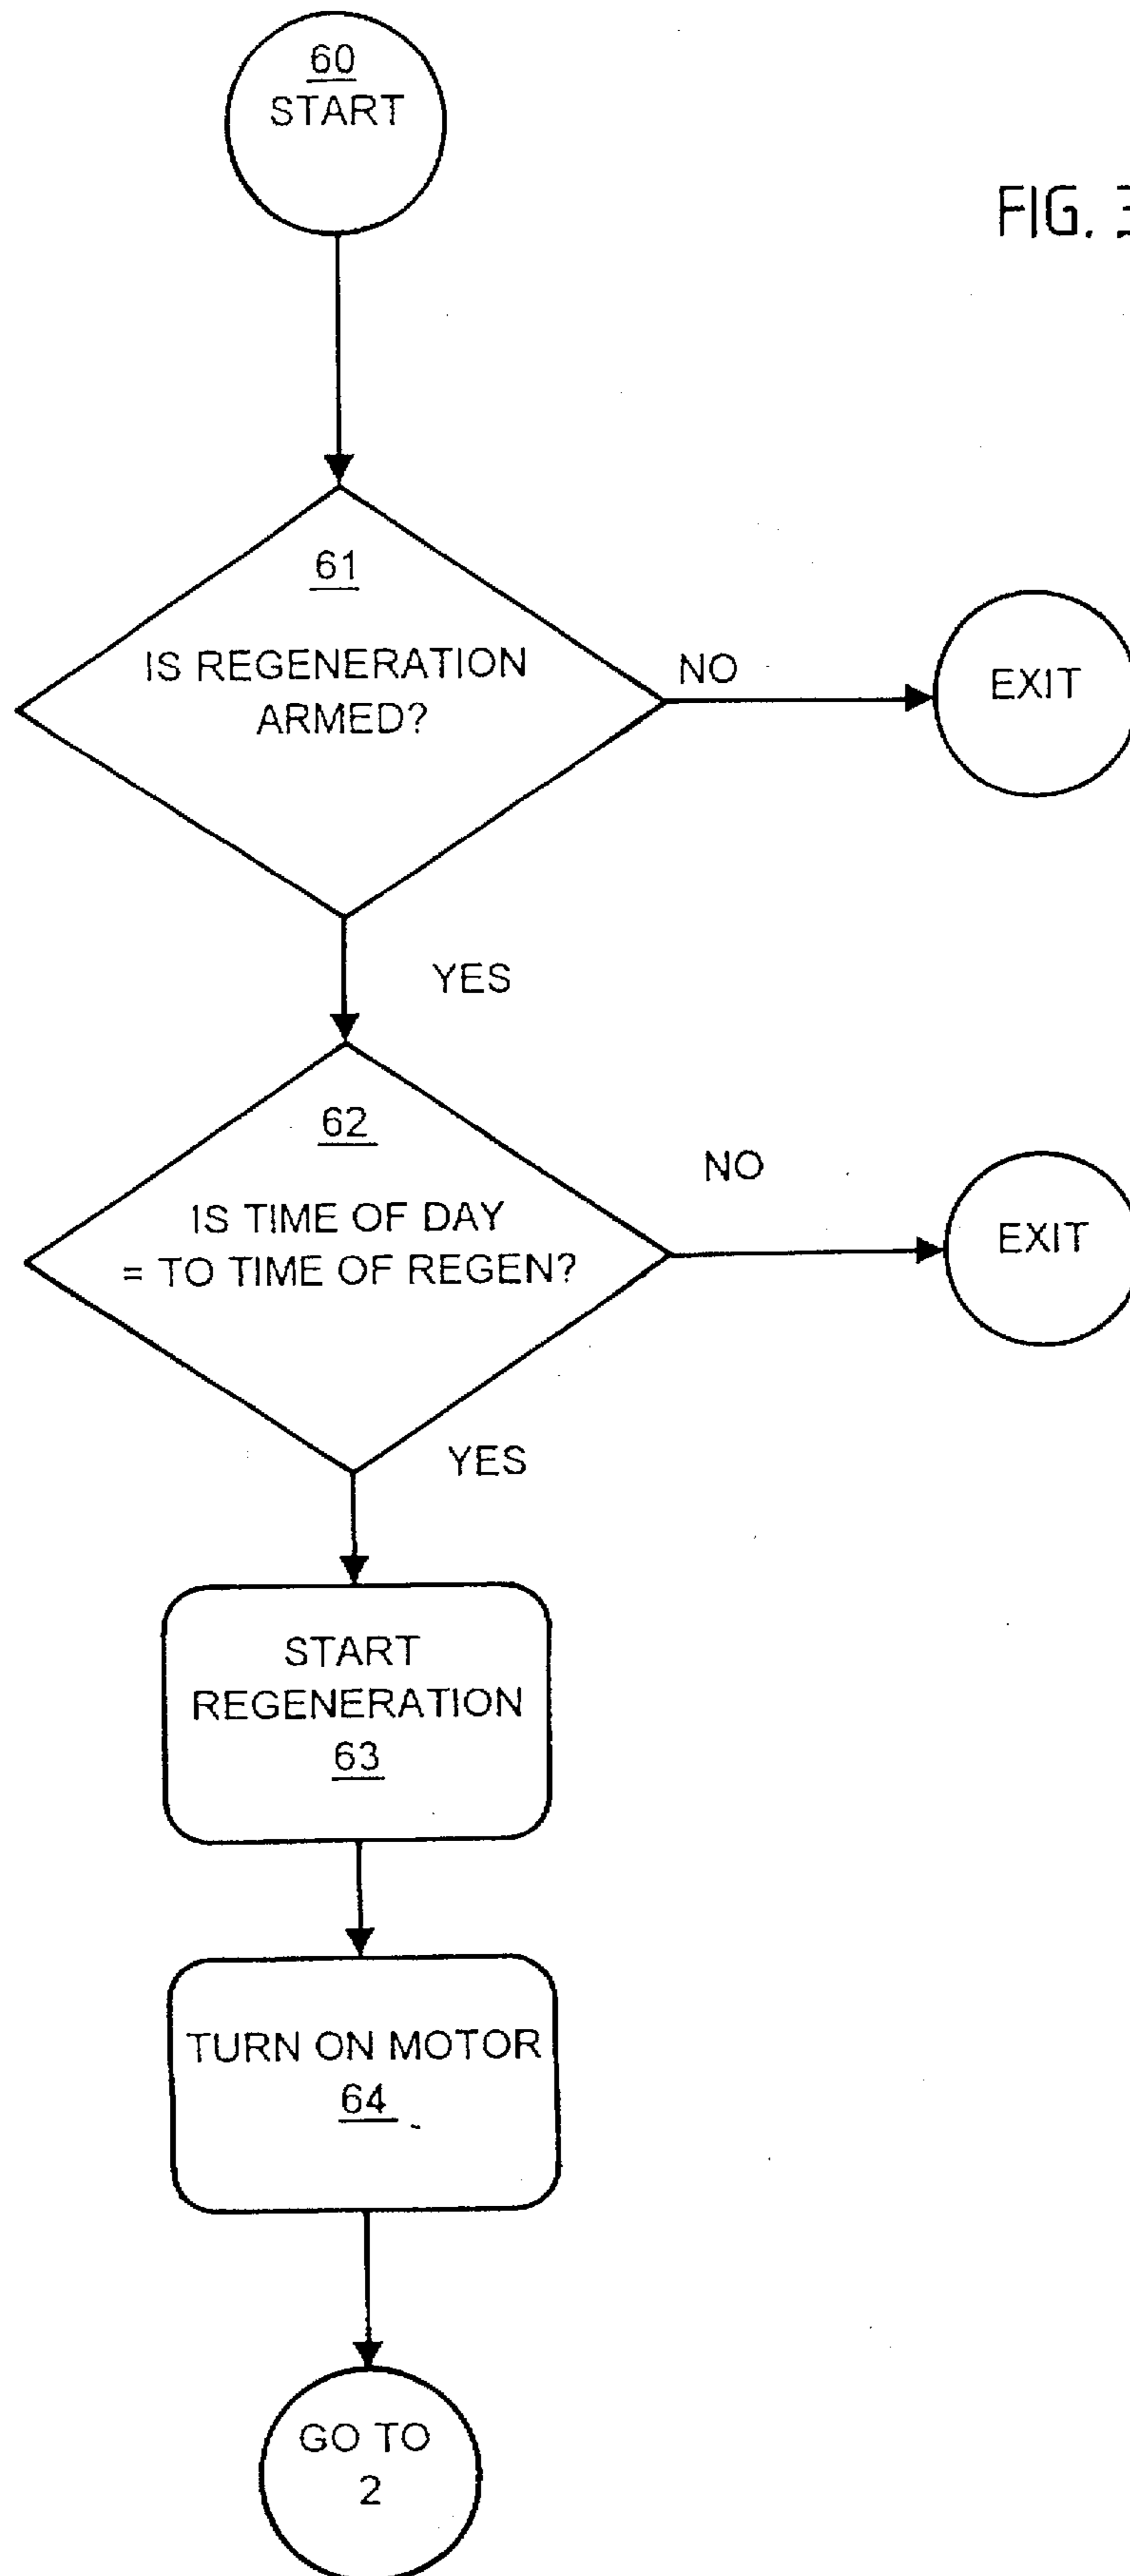 60
START
FIG. 3
61
IS REGENERATION
ARMED?
NO
EXIT
YES
62
IS TIME OF DAY
= TO TIME OF REGEN?
NO
EXIT
YES
START
REGENERATION
63
TURN ON MOTOR
64
GO TO
2